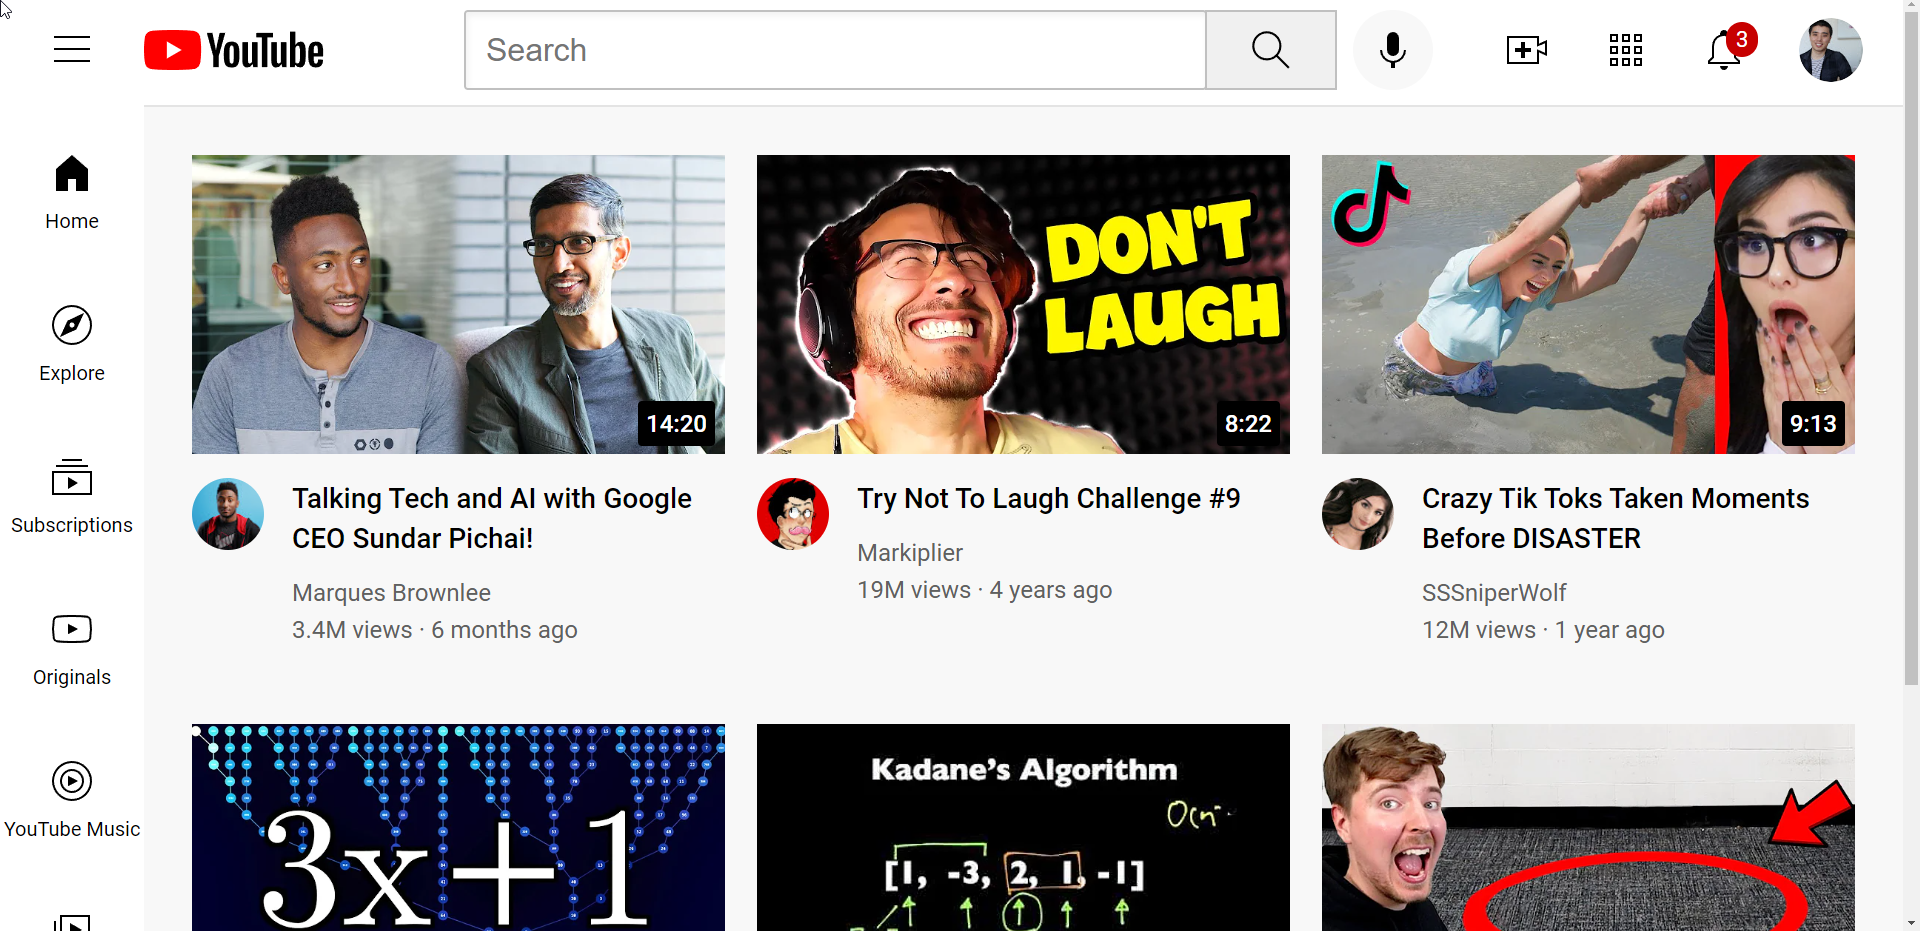 YouTube
Search
3
Home
Explore
Subscriptions
Originals
YouTube Music
14:20
Talking Tech and AI with Google
CEO Sundar Pichai!
Marques Brownlee
3.4M views · 6 months ago
DON'T
LAUGH
8:22
Try Not To Laugh Challenge #9
Markiplier
19M views · 4 years ago
9:13
Crazy Tik Toks Taken Moments
Before DISASTER
SSSniperWolf
12M views · 1 year ago
3x+1
Kadane's Algorithm
[1, -3, 2, 1, -1]